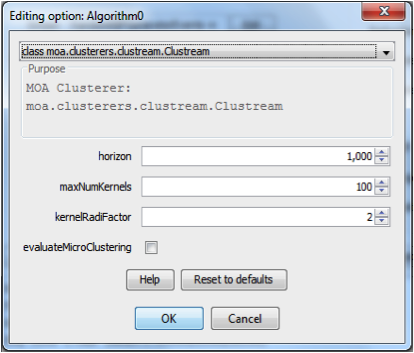 Editing option: Algorithm0
class moa.clusterers.clustream.Clustream
Purpose
MOA Clusterer:
moa.clusterers.clustream.Clustream
horizon 1,000
maxNumKernels 100
kernelRadiFactor 2
evaluateMicroClustering
Help Reset to defaults
OK Cancel